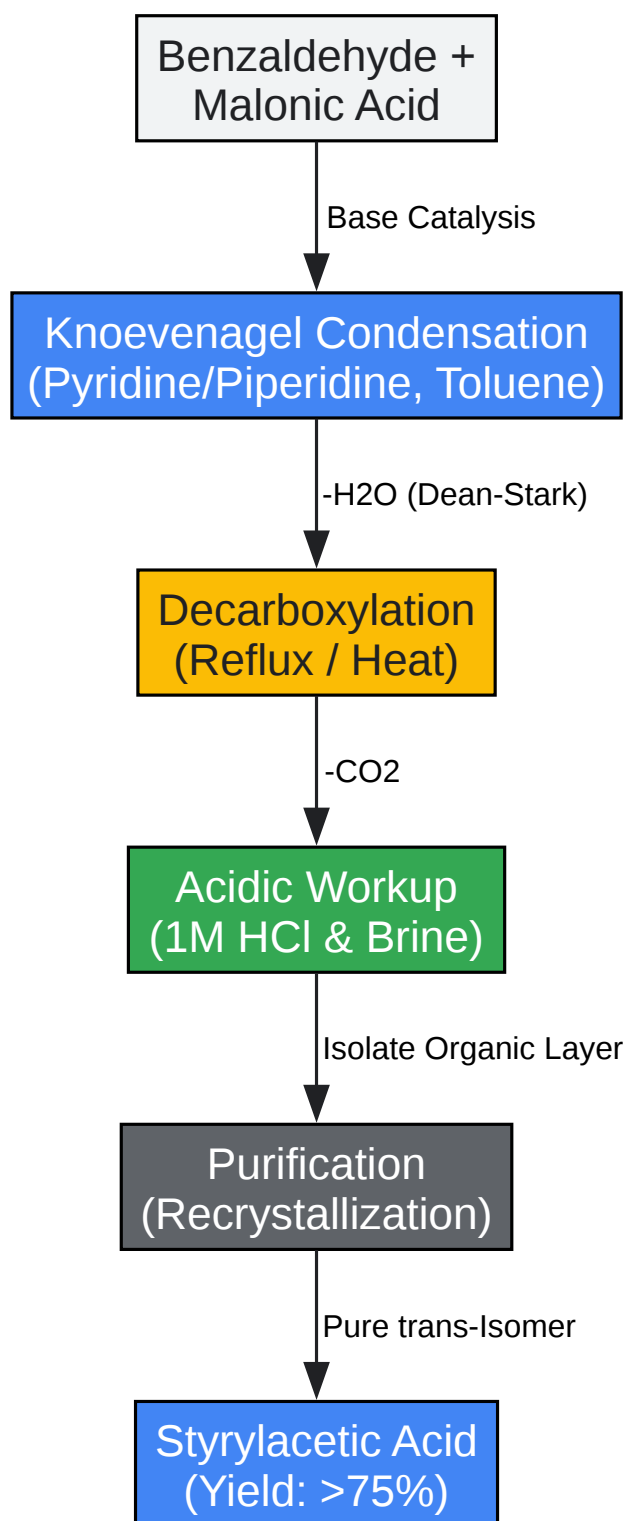 Benzaldehyde +
Malonic Acid
Base Catalysis
Knoevenagel Condensation
(Pyridine/Piperidine, Toluene)
-H2O (Dean-Stark)
Decarboxylation
(Reflux / Heat)
-CO2
Acidic Workup
(1M HCl & Brine)
Isolate Organic Layer
Purification
(Recrystallization)
Pure trans-Isomer
Styrylacetic Acid
(Yield: >75%)